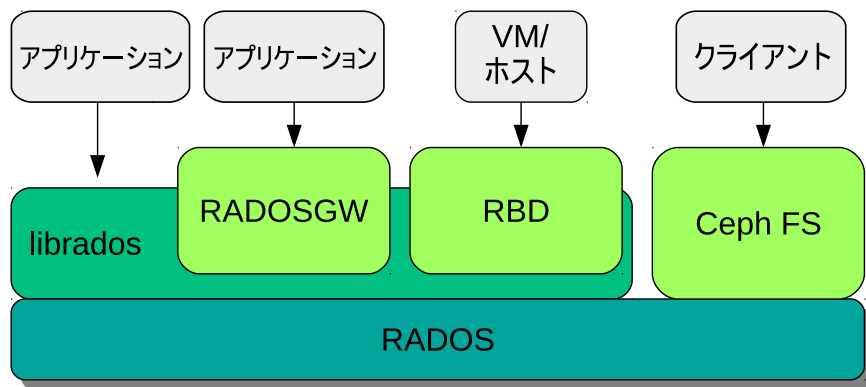 アプリケーション
アプリケーション
VM/
ホスト
クライアント
librados
RADOSGW
RBD
Ceph FS
RADOS